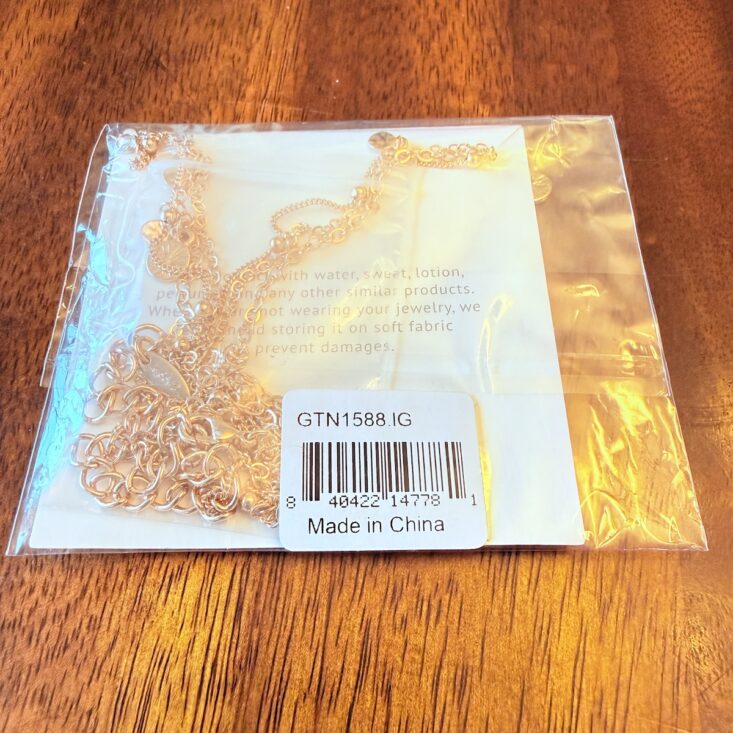 with water, sweat, lotion,
any other similar products.
not wearing your jewelry, we
storing it on soft fabric
prevent damages.
GTN1588.IG
8 40422 14778 1
Made in China